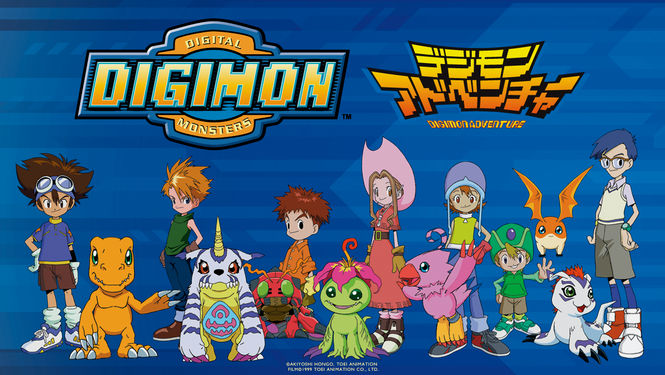 DIGITAL
DIGIMON
MONSTERS
TM
デジモン
アドベンチャー
DIGIMON ADVENTURE
©AKIYOSHI HONGO, TOEI ANIMATION
FILM©1999 TOEI ANIMATION CO., LTD.